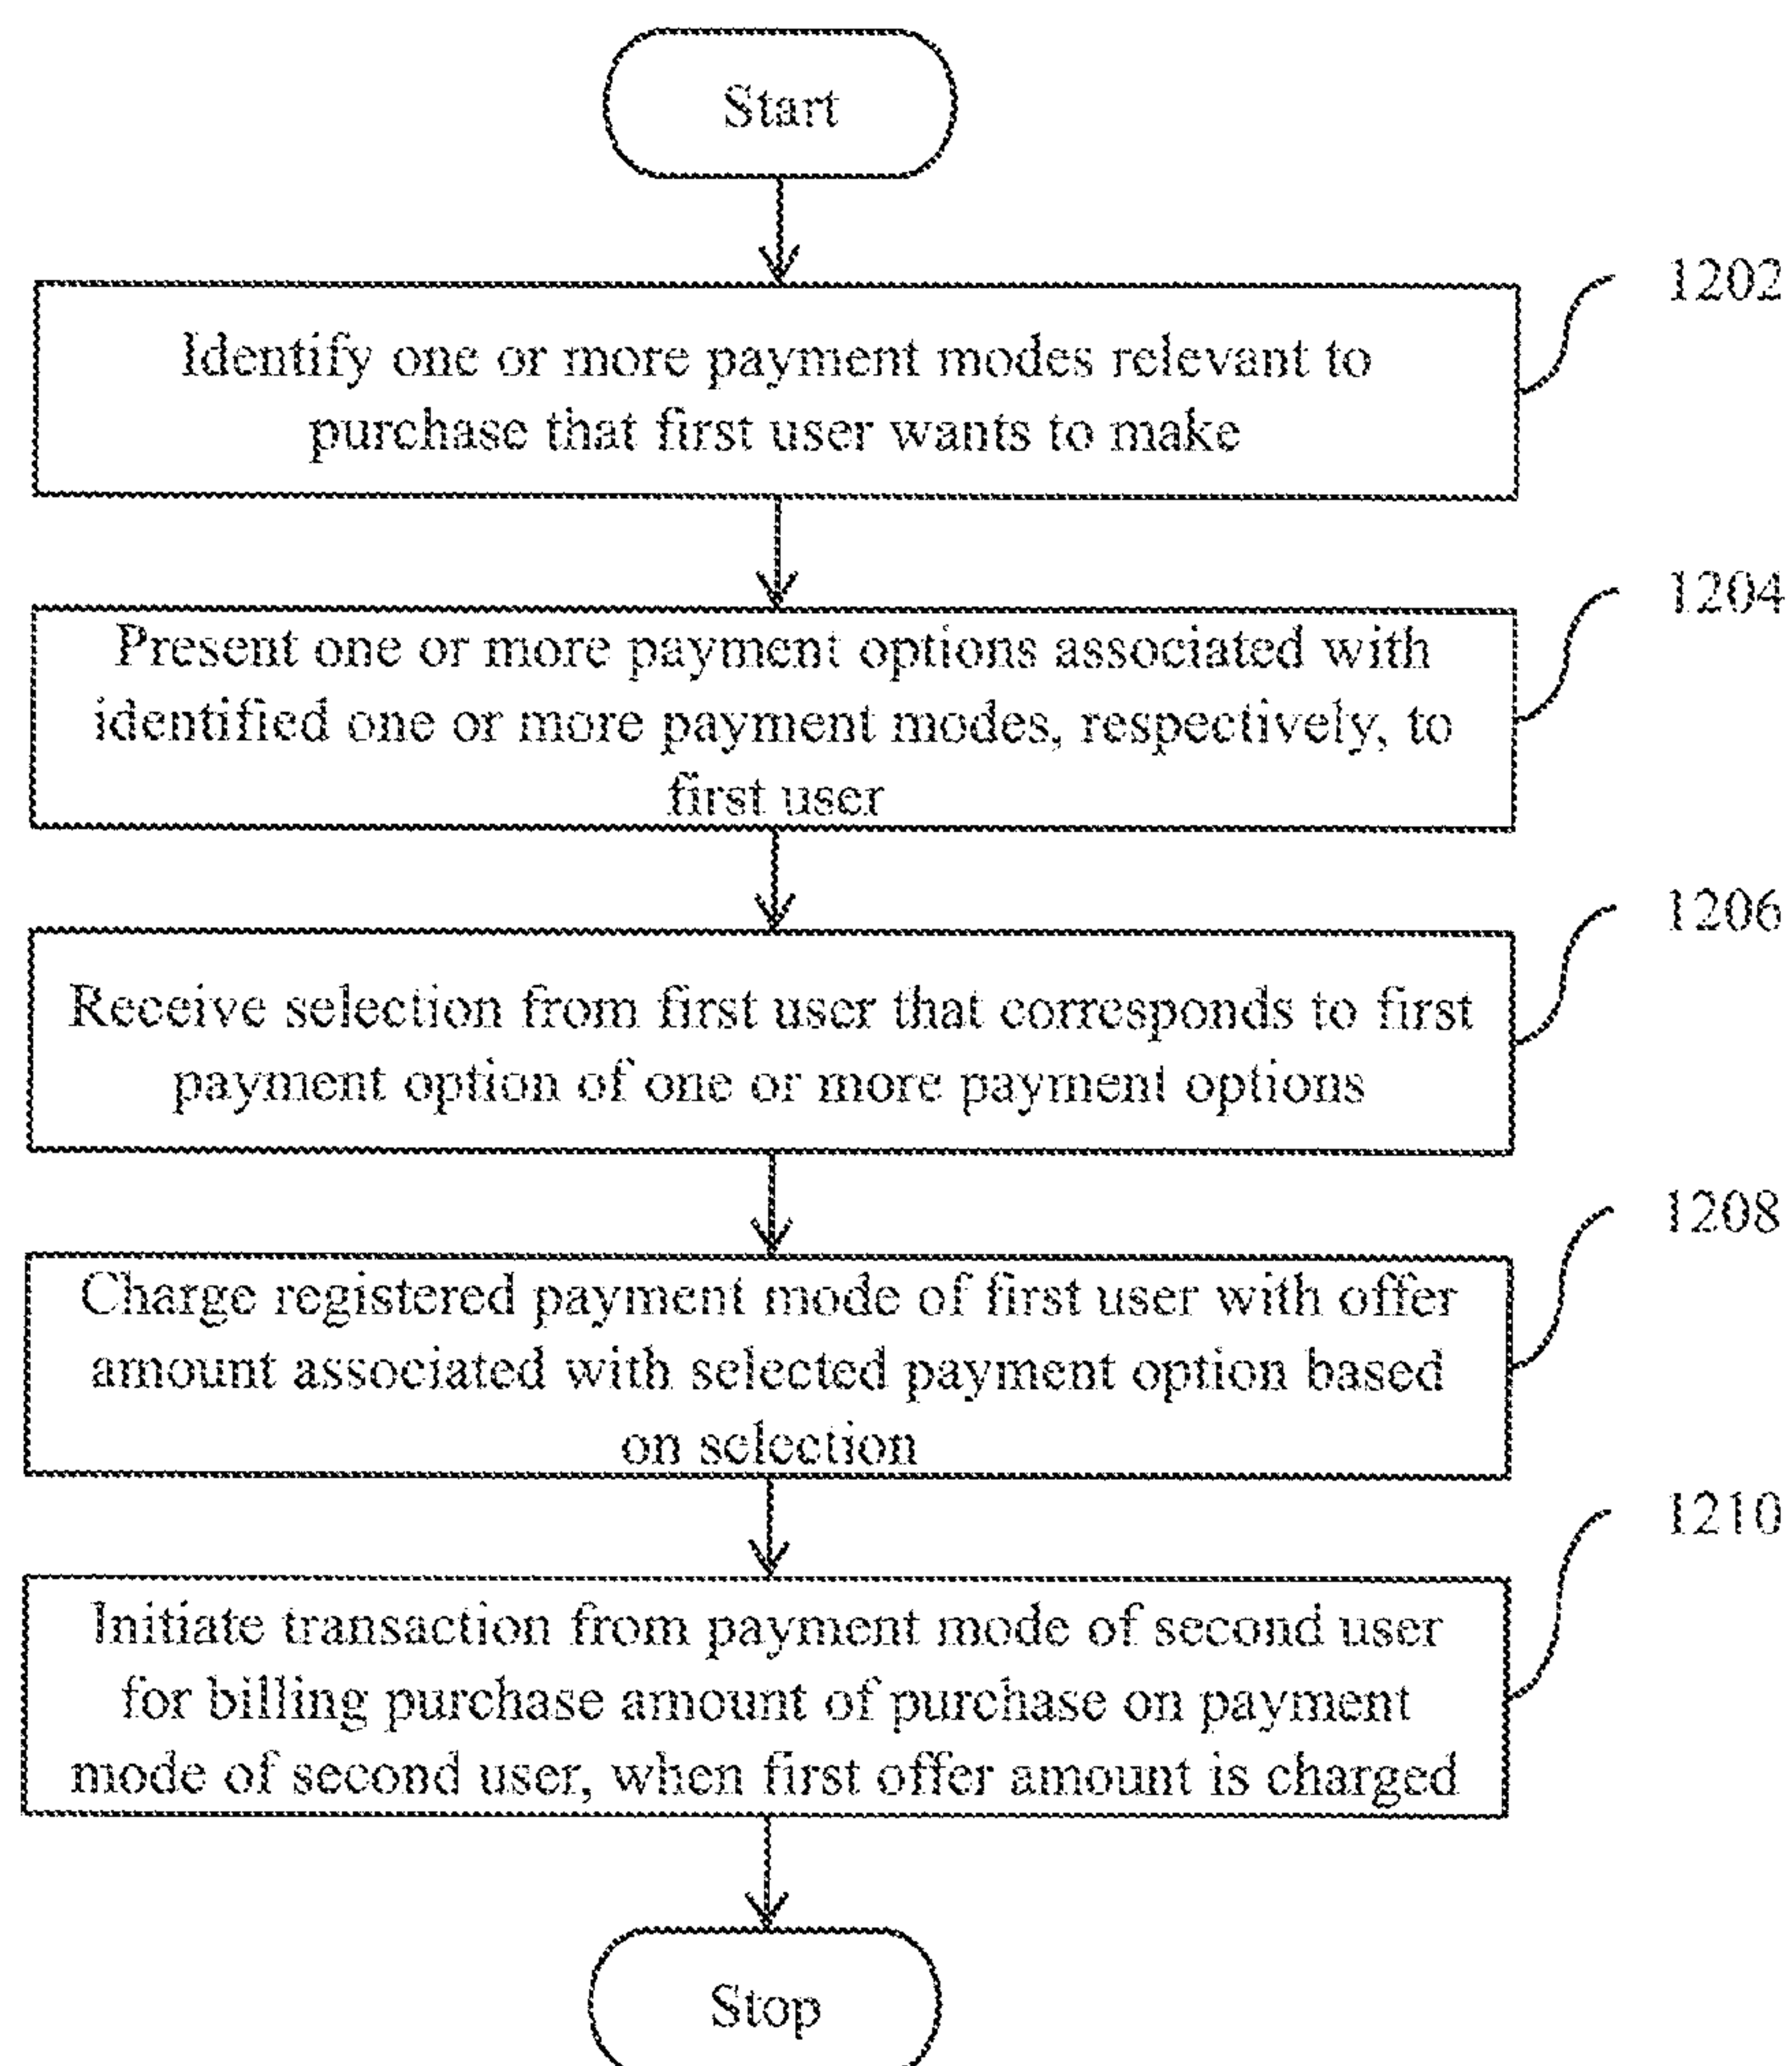 Start
1202
Identify one or more payment modes relevant to
purchase that first user wants to make
1204
Present one or more payment options associated with
identified one or more payment modes, respectively, to
first user
1206
Receive selection from first user that corresponds to first
payment option of one or more payment options
1208
Charge registered payment mode of first user with offer
amount associated with selected payment option based
on selection
1210
Initiate transaction from payment mode of second user
for billing purchase amount of purchase on payment
mode of second user, when first offer amount is charged
Stop